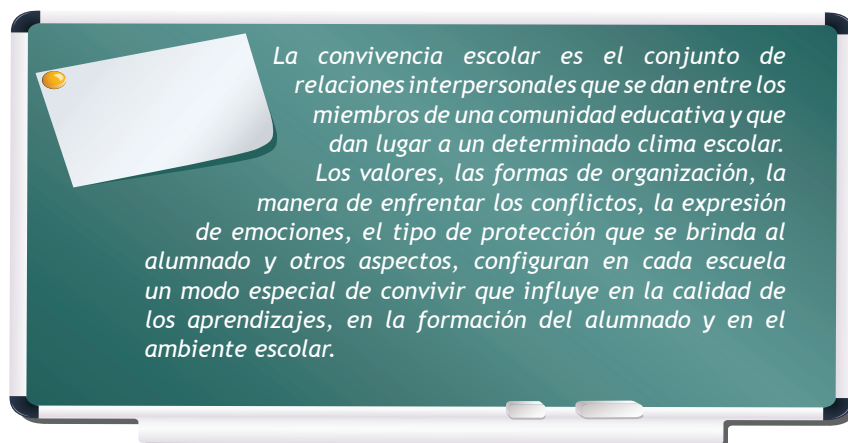 La convivencia escolar es el conjunto de
relaciones interpersonales que se dan entre los
miembros de una comunidad educativa y que
dan lugar a un determinado clima escolar.
Los valores, las formas de organización, la
manera de enfrentar los conflictos, la expresión
de emociones, el tipo de protección que se brinda al
alumnado y otros aspectos, configuran en cada escuela
un modo especial de convivir que influye en la calidad de
los aprendizajes, en la formación del alumnado y en el
ambiente escolar.